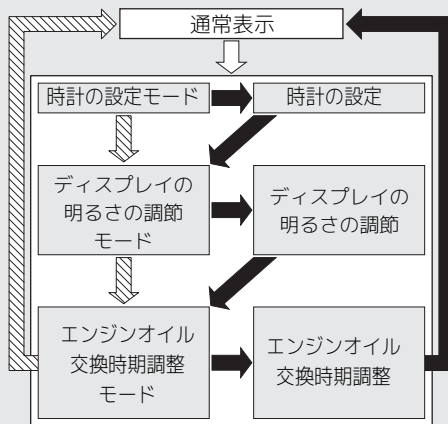 通常表示
時計の設定モード
時計の設定
ディスプレイの
明るさの調節
モード
ディスプレイの
明るさの調節
エンジンオイル
交換時期調整
モード
エンジンオイル
交換時期調整